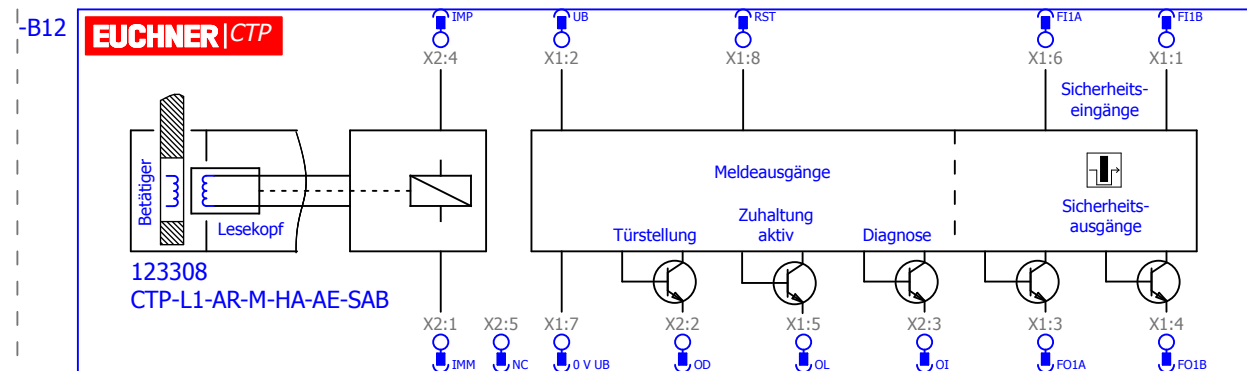 -B12
EUCHNER CTP
IMP
UB
RST
FI1A
FI1B
X2:4
X1:2
X1:8
X1:6
X1:1
Sicherheits-
eingänge
Betätiger
Lesekopf
Meldeausgänge
Türstellung
Zuhaltung
aktiv
Diagnose
Sicherheits-
ausgänge
123308
CTP-L1-AR-M-HA-AE-SAB
X2:1
X2:5
X1:7
X2:2
X1:5
X2:3
X1:3
X1:4
IMM
NC
0 V UB
OD
OL
OI
FO1A
FO1B